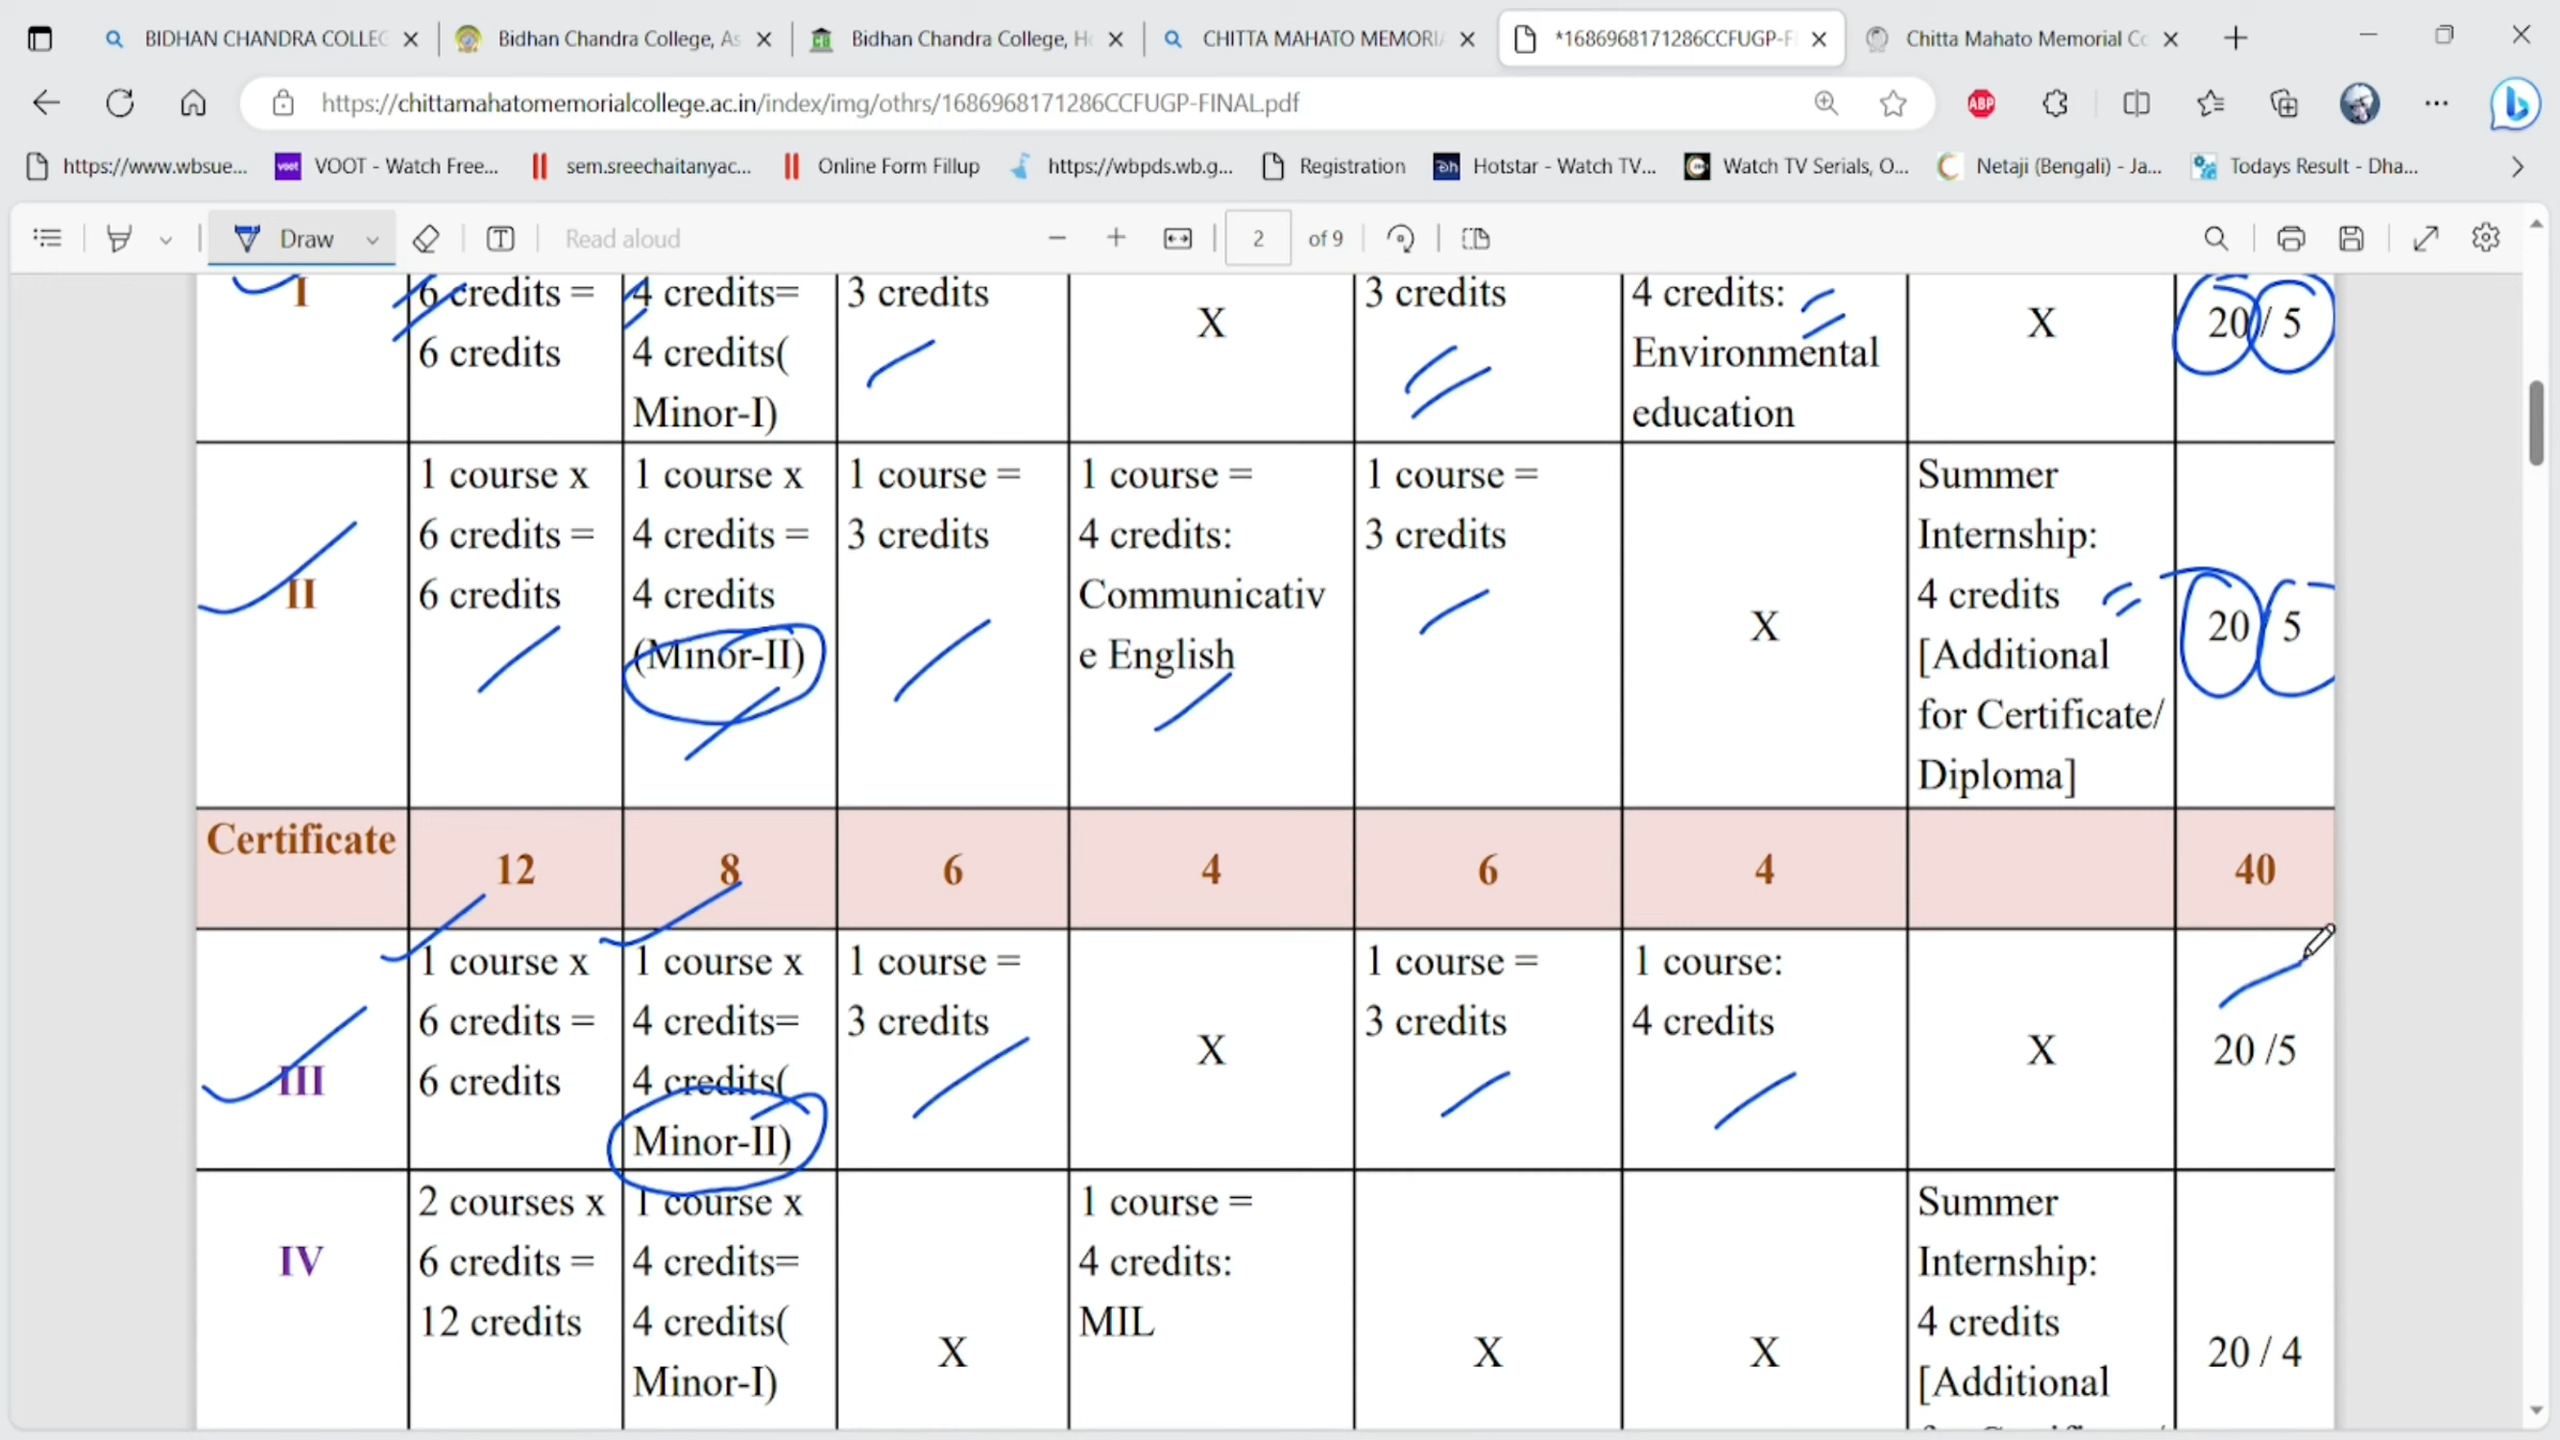 BIDHAN CHANDRA COLLEG
Bidhan Chandra College, As
Bidhan Chandra College, Ho
CHITTA MAHATO MEMORIA
*1686968171286CCFUGP-F
Chitta Mahato Memorial Co
https://chittamahatomemorialcollege.ac.in/index/img/othrs/1686968171286CCFUGP-FINAL.pdf
ABP
https://www.wbsue...
voot
VOOT - Watch Free...
sem.sreechaitanyac...
Online Form Fillup
https://wbpds.wb.g...
Registration
Hotstar - Watch TV...
Watch TV Serials, O...
Netaji (Bengali) - Ja...
Todays Result - Dha...
Draw
Read aloud
2 of 9
I
6 credits =
6 credits
4 credits=
4 credits(
Minor-I)
3 credits
X
3 credits
4 credits:
Environmental
education
X
20 / 5
II
1 course x
6 credits =
6 credits
1 course x
4 credits =
4 credits
(Minor-II)
1 course =
3 credits
1 course =
4 credits:
Communicativ
e English
1 course =
3 credits
X
Summer
Internship:
4 credits
[Additional
for Certificate/
Diploma]
20 / 5
Certificate
12
8
6
4
6
4
40
III
1 course x
6 credits =
6 credits
1 course x
4 credits=
4 credits(
Minor-II)
1 course =
3 credits
X
1 course =
3 credits
1 course:
4 credits
X
20 /5
IV
2 courses x
6 credits =
12 credits
1 course x
4 credits=
4 credits(
Minor-I)
X
1 course =
4 credits:
MIL
X
X
Summer
Internship:
4 credits
[Additional
20 / 4